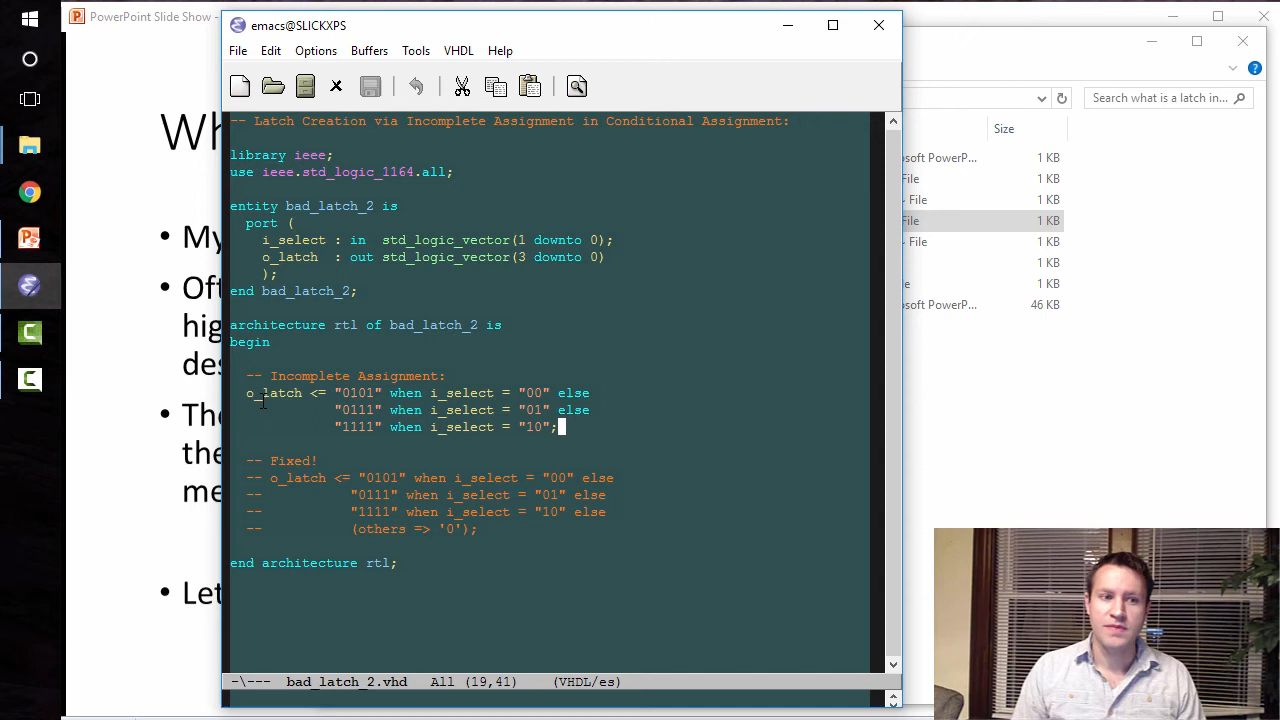 PowerPoint Slide Show -
emacs@SLICKXPS
File Edit Options Buffers Tools VHDL Help
-- Latch Creation via Incomplete Assignment in Conditional Assignment:
library ieee;
use ieee.std_logic_1164.all;
entity bad_latch_2 is
port (
i_select : in std_logic_vector(1 downto 0);
o_latch : out std_logic_vector(3 downto 0)
);
end bad_latch_2;
architecture rtl of bad_latch_2 is
begin
-- Incomplete Assignment:
o_latch <= "0101" when i_select = "00" else
"0111" when i_select = "01" else
"1111" when i_select = "10";
-- Fixed!
-- o_latch <= "0101" when i_select = "00" else
-- "0111" when i_select = "01" else
-- "1111" when i_select = "10" else
-- (others => '0');
end architecture rtl;
-\--- bad_latch_2.vhd All (19,41) (VHDL/es)
Wh
• My
• Oft
hig
des
• The
the
me
• Let
Search what is a latch in...
Size
osoft PowerP... 1 KB
File 1 KB
File 1 KB
File 1 KB
File 1 KB
1 KB
le 1 KB
osoft PowerP... 46 KB